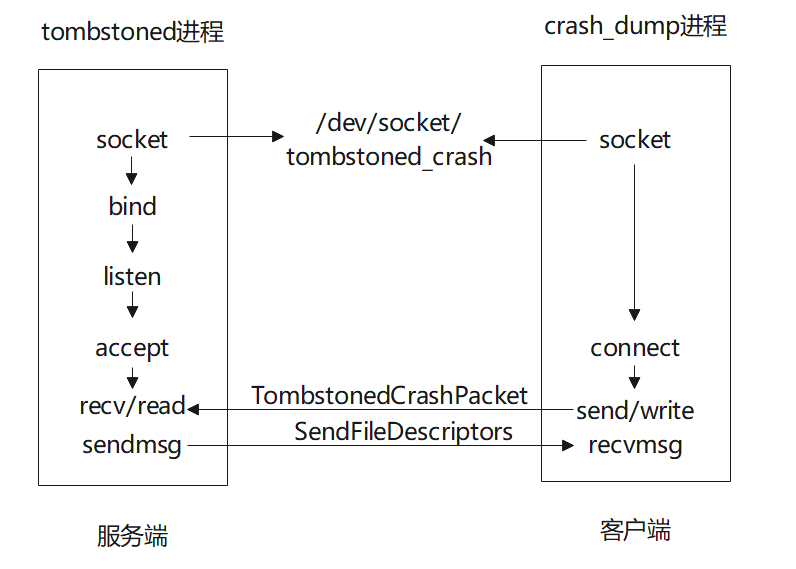 tombstoned进程
crash_dump进程
socket
/dev/socket/
tombstoned_crash
socket
bind
listen
accept
connect
recv/read
TombstonedCrashPacket
send/write
sendmsg
SendFileDescriptors
recvmsg
服务端
客户端